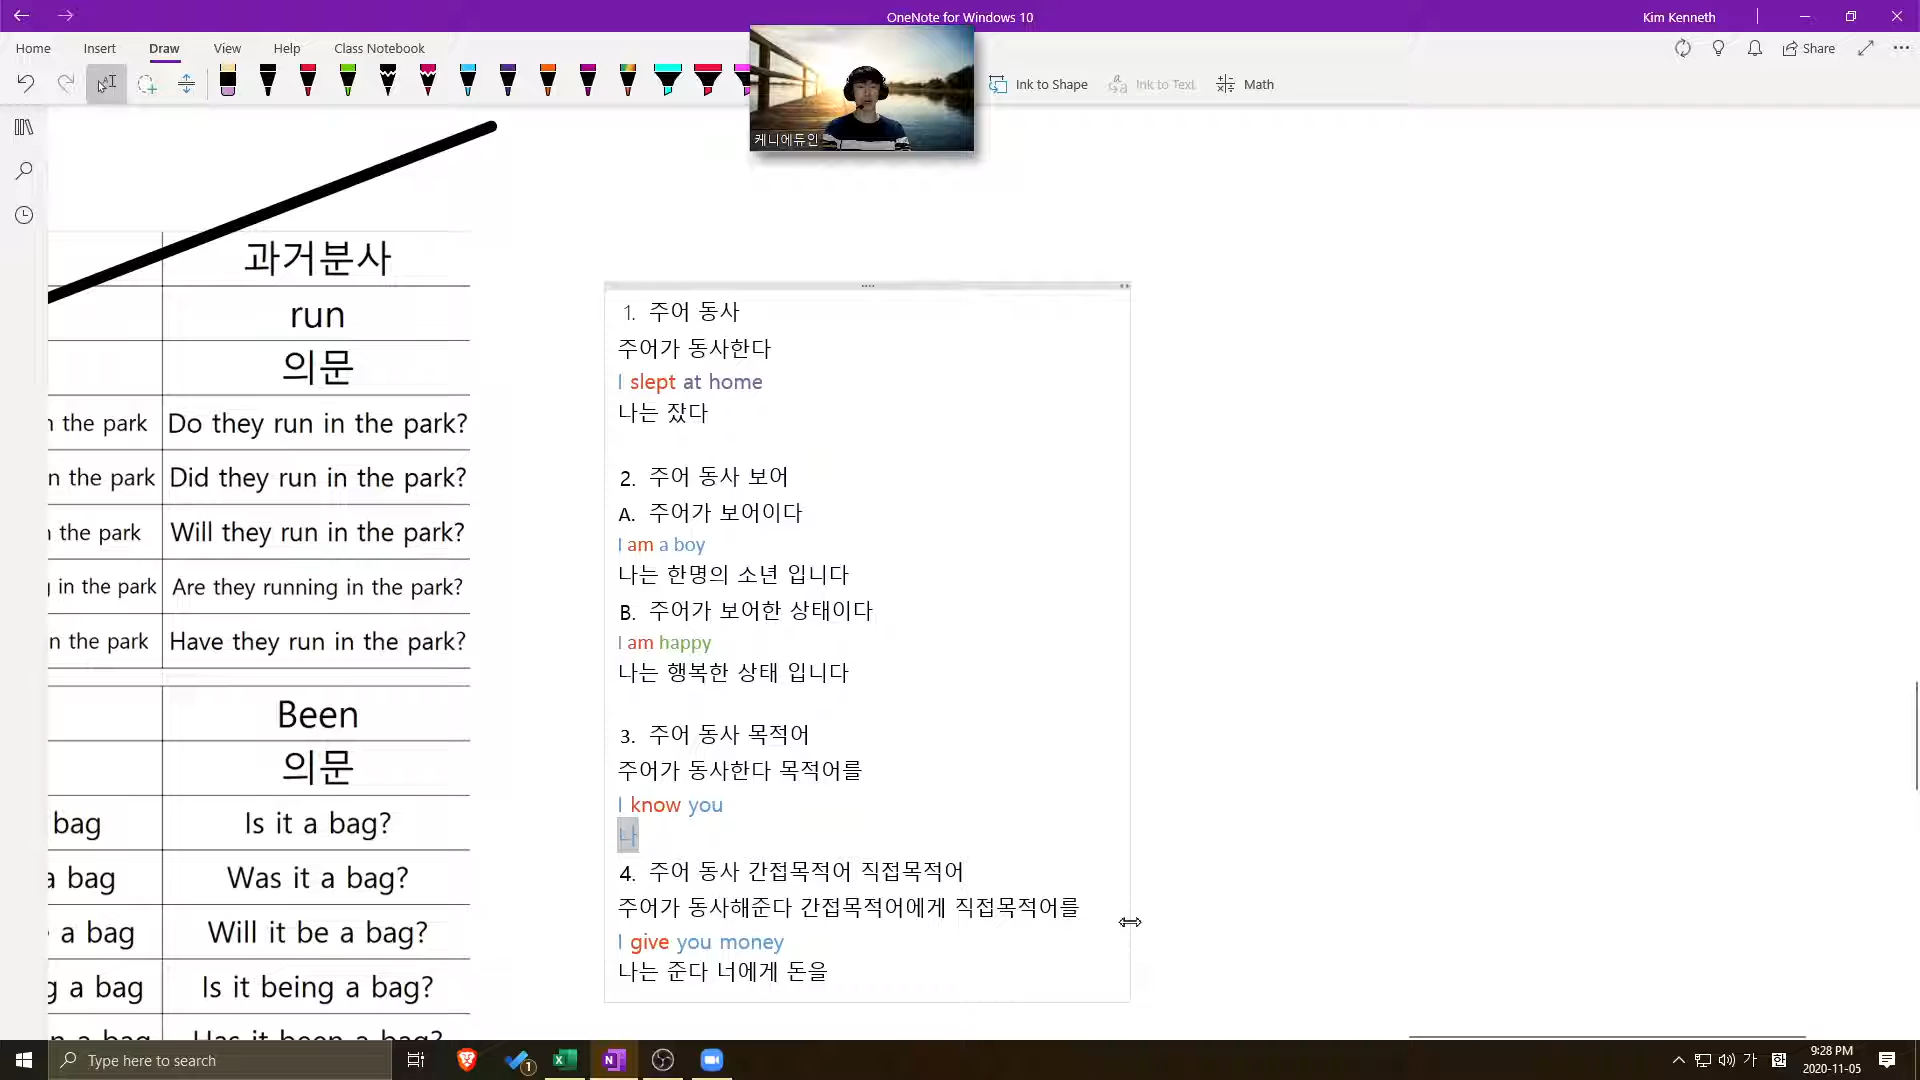 OneNote for Windows 10
Kim Kenneth
Home Insert Draw View Help Class Notebook
Share
Ink to Shape
Ink to Text
Math
케니에듀인
과거분사
run
의문
the park Do they run in the park?
n the park Did they run in the park?
the park Will they run in the park?
in the park Are they running in the park?
n the park Have they run in the park?
Been
의문
bag Is it a bag?
a bag Was it a bag?
a bag Will it be a bag?
g a bag Is it being a bag?
n a bag Has it been a bag?
1. 주어 동사
주어가 동사한다
I slept at home
나는 잤다
2. 주어 동사 보어
A. 주어가 보어이다
I am a boy
나는 한명의 소년 입니다
B. 주어가 보어한 상태이다
I am happy
나는 행복한 상태 입니다
3. 주어 동사 목적어
주어가 동사한다 목적어를
I know you
나
4. 주어 동사 간접목적어 직접목적어
주어가 동사해준다 간접목적어에게 직접목적어를
I give you money
나는 준다 너에게 돈을
Type here to search
1
가
한
9:28 PM
2020-11-05